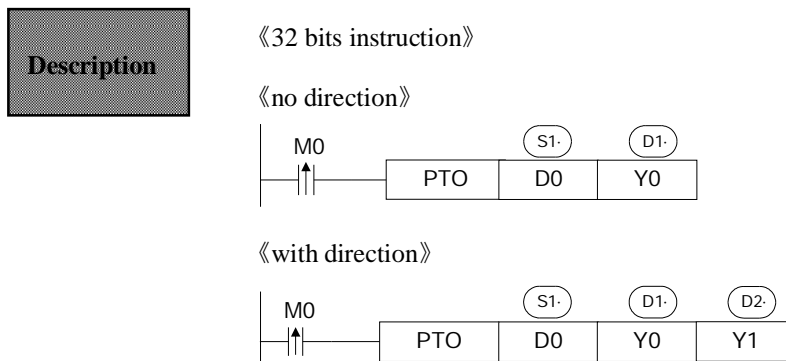 Description
《32 bits instruction》
《no direction》
M0
S1· D1·
PTO D0 Y0
《with direction》
M0
S1· D1· D2·
PTO D0 Y0 Y1